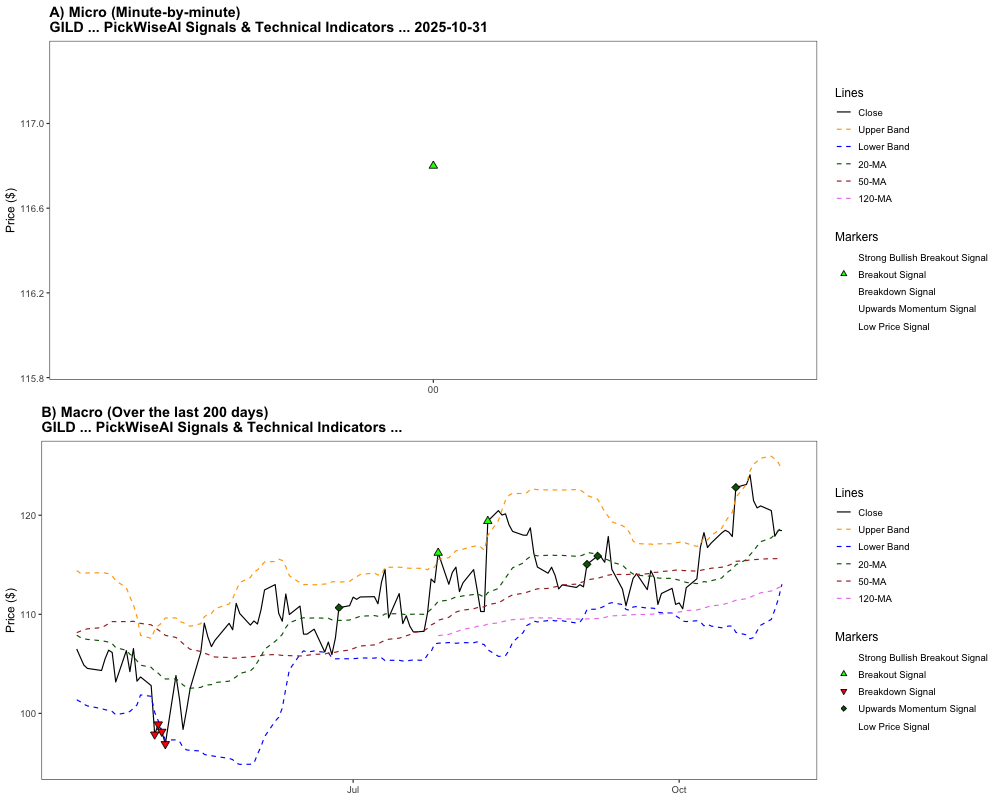 A) Micro (Minute-by-minute)
GILD ... PickWiseAI Signals & Technical Indicators ... 2025-10-31
Price ($)
117.0
116.6
116.2
115.8
00
Lines
Close
Upper Band
Lower Band
20-MA
50-MA
120-MA
Markers
Strong Bullish Breakout Signal
Breakout Signal
Breakdown Signal
Upwards Momentum Signal
Low Price Signal
B) Macro (Over the last 200 days)
GILD ... PickWiseAI Signals & Technical Indicators ...
Price ($)
120
110
100
Jul
Oct
Lines
Close
Upper Band
Lower Band
20-MA
50-MA
120-MA
Markers
Strong Bullish Breakout Signal
Breakout Signal
Breakdown Signal
Upwards Momentum Signal
Low Price Signal